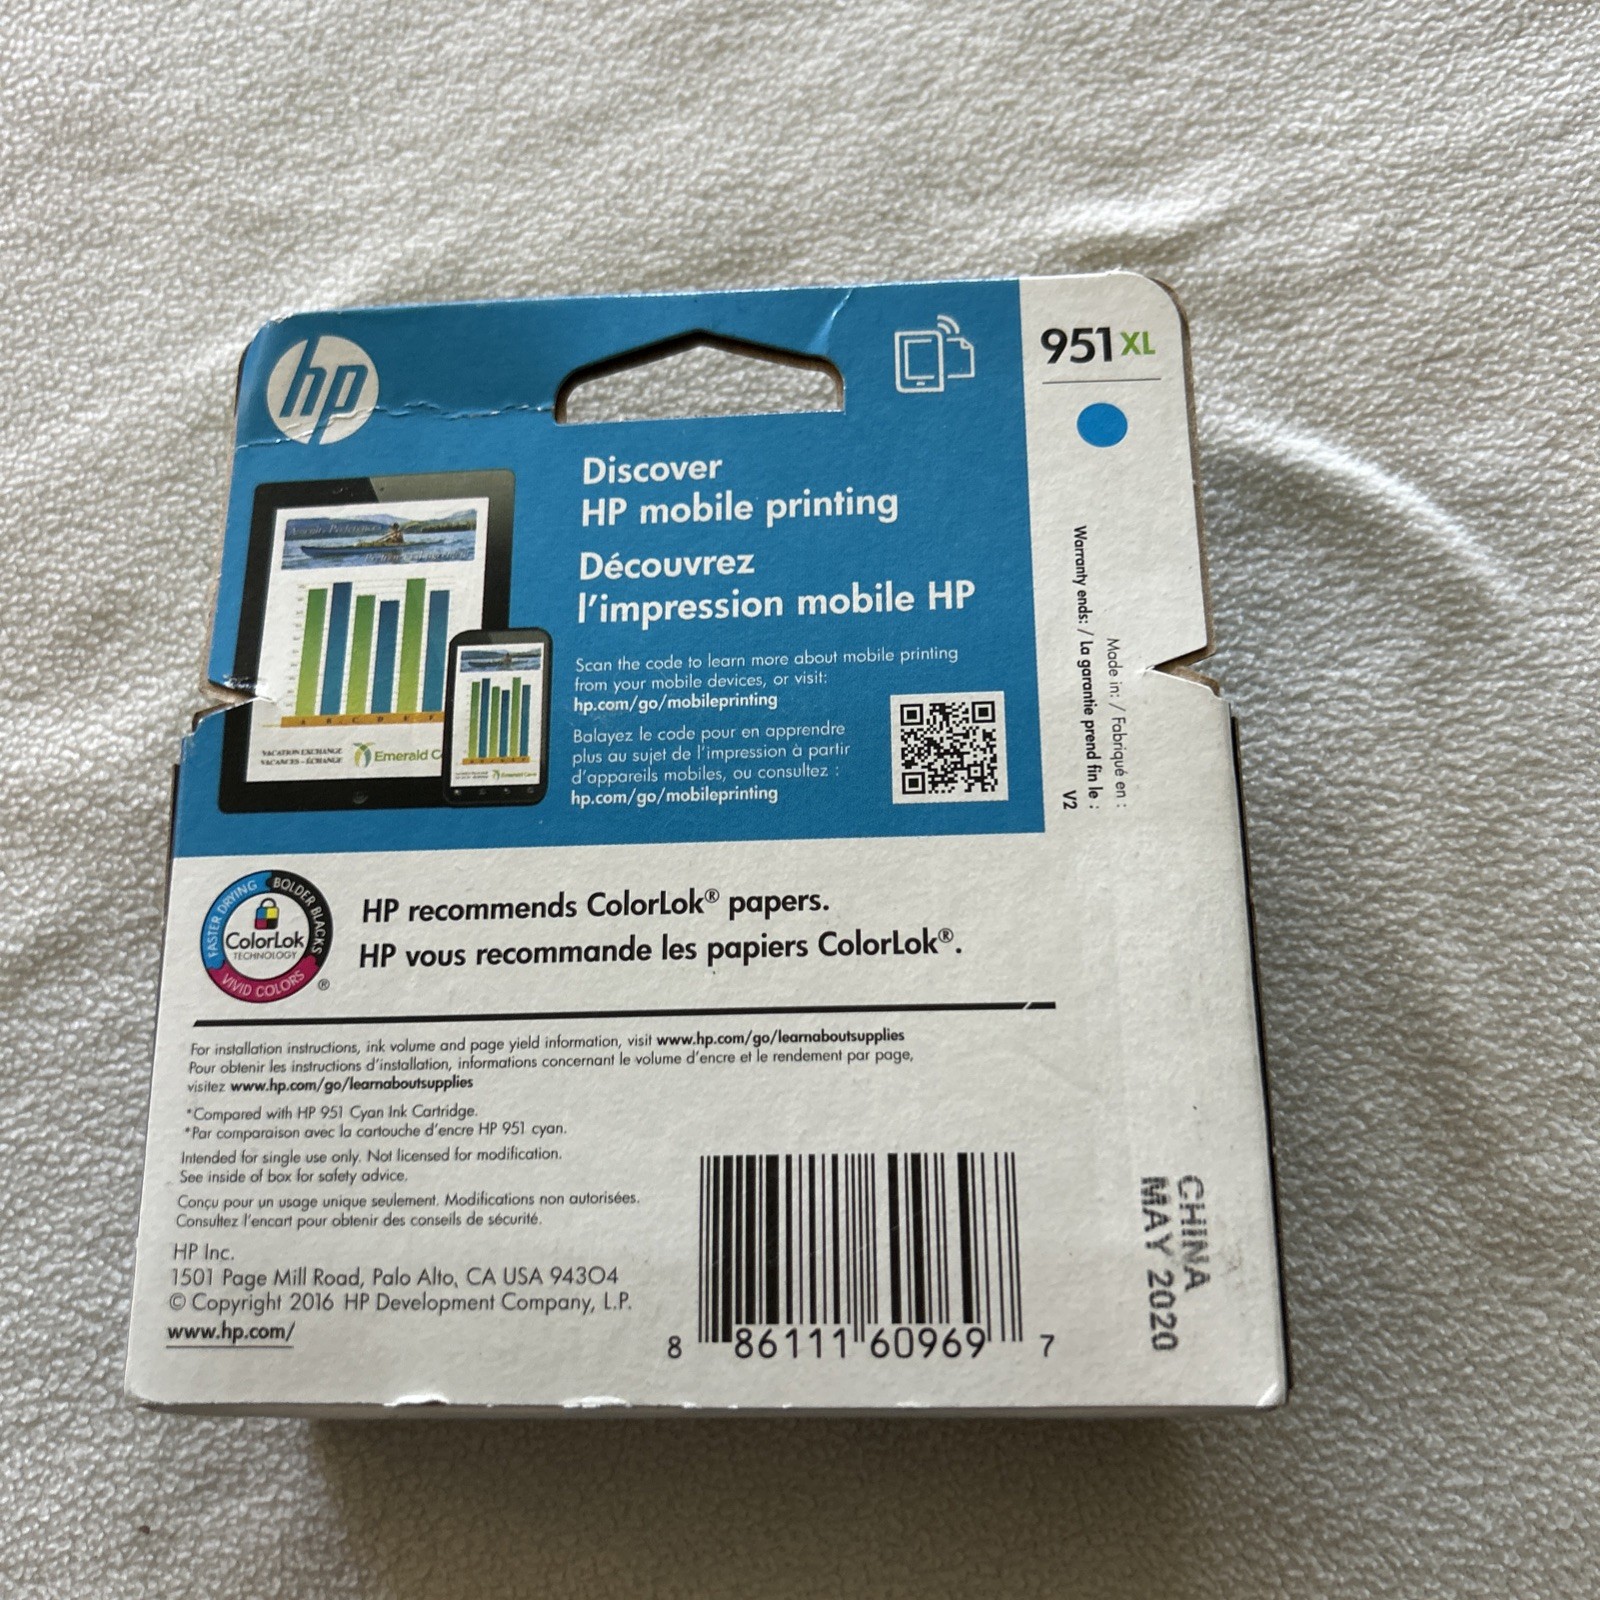 hp
951XL
Discover
HP mobile printing
Découvrez
l'impression mobile HP
Scan the code to learn more about mobile printing
from your mobile devices, or visit:
hp.com/go/mobileprinting
Balayez le code pour en apprendre
plus au sujet de l'impression à partir
d'appareils mobiles, ou consultez :
hp.com/go/mobileprinting
A B C D E F
VACATION EXCHANGE
VACANCES - ÉCHANGE
Emerald C
Made in: / Fabriqué en :
Warranty ends: / La garantie prend fin le :
V2
FASTER DRYING
BOLDER BLACKS
VIVID COLORS
ColorLok
TECHNOLOGY
®
HP recommends ColorLok® papers.
HP vous recommande les papiers ColorLok®.
For installation instructions, ink volume and page yield information, visit www.hp.com/go/learnaboutsupplies
Pour obtenir les instructions d'installation, informations concernant le volume d'encre et le rendement par page,
visitez www.hp.com/go/learnaboutsupplies
*Compared with HP 951 Cyan Ink Cartridge.
*Par comparaison avec la cartouche d'encre HP 951 cyan.
Intended for single use only. Not licensed for modification.
See inside of box for safety advice.
Conçu pour un usage unique seulement. Modifications non autorisées.
Consultez l'encart pour obtenir des conseils de sécurité.
HP Inc.
1501 Page Mill Road, Palo Alto, CA USA 94304
© Copyright 2016 HP Development Company, L.P.
www.hp.com/
8 86111 60969 7
CHINA
MAY 2020